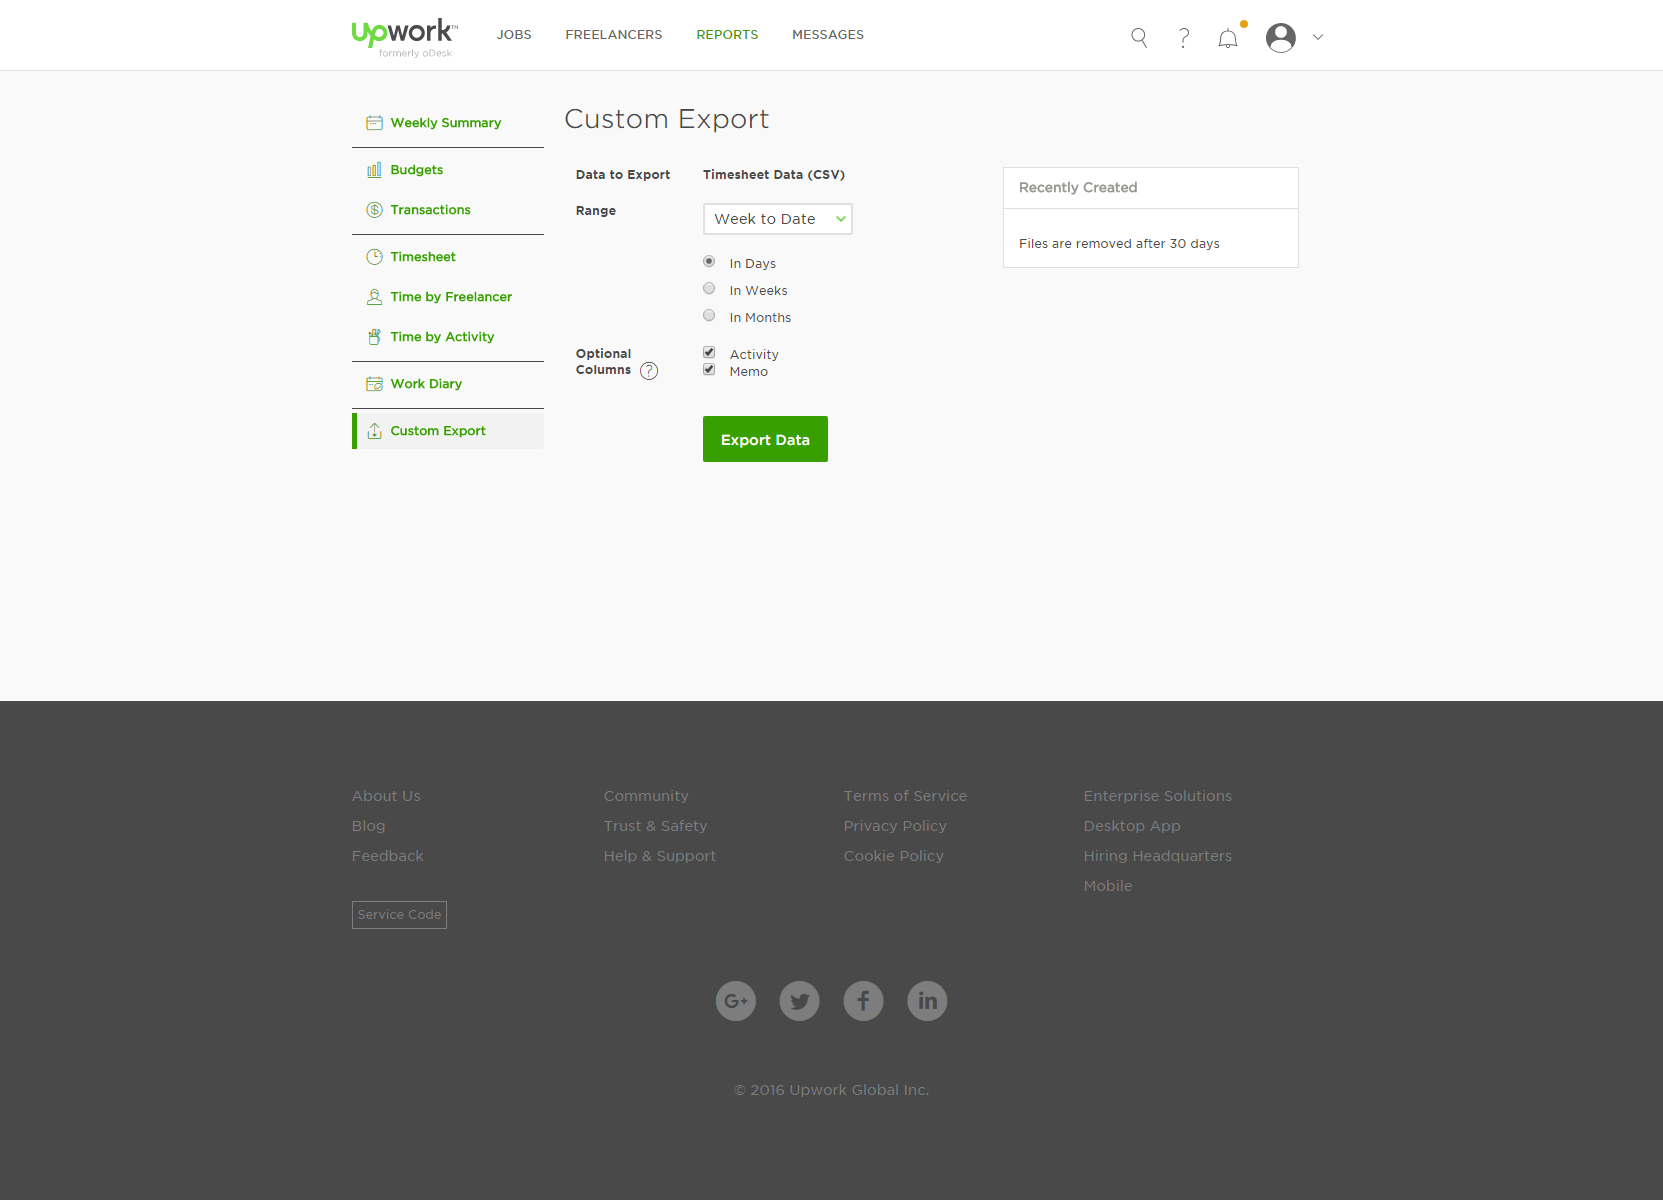 Upwork™
formerly oDesk
JOBS
FREELANCERS
REPORTS
MESSAGES
Weekly Summary
Budgets
Transactions
Timesheet
Time by Freelancer
Time by Activity
Work Diary
Custom Export
Custom Export
Data to Export
Timesheet Data (CSV)
Range
Week to Date
In Days
In Weeks
In Months
Optional
Columns ?
Activity
Memo
Export Data
Recently Created
Files are removed after 30 days
About Us
Blog
Feedback
Community
Trust & Safety
Help & Support
Terms of Service
Privacy Policy
Cookie Policy
Enterprise Solutions
Desktop App
Hiring Headquarters
Mobile
Service Code
G+
f
in
© 2016 Upwork Global Inc.